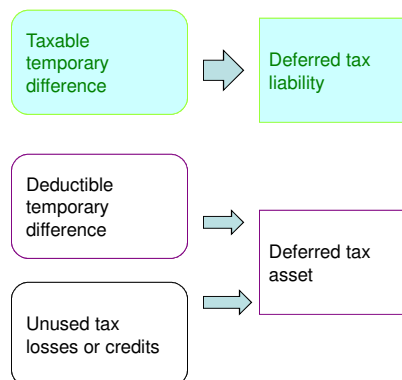 Taxable
temporary
difference
Deferred tax
liability
Deductible
temporary
difference
Deferred tax
asset
Unused tax
losses or credits